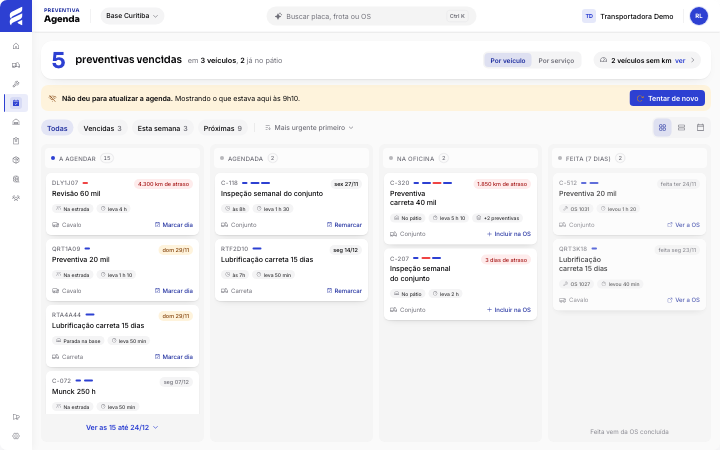 PREVENTIVA
Agenda
Base Curitiba
Buscar placa, frota ou OS
Ctrl K
TD
Transportadora Demo
RL
5 preventivas vencidas
em 3 veículos, 2 já no pátio
Por veículo
Por serviço
2 veículos sem km ver
Não deu para atualizar a agenda. Mostrando o que estava aqui às 9h10.
Tentar de novo
Todas
Vencidas 3
Esta semana 3
Próximas 9
Mais urgente primeiro
A AGENDAR 15
DLY1J07
4.300 km de atraso
Revisão 60 mil
Na estrada
leva 4 h
Cavalo
Marcar dia
QRT1A09
dom 29/11
Preventiva 20 mil
Na estrada
leva 1 h 10
Cavalo
Marcar dia
RTA4A44
dom 29/11
Lubrificação carreta 15 dias
Parada na base
leva 50 min
Carreta
Marcar dia
C-072
seg 07/12
Munck 250 h
Na estrada
leva 50 min
Ver as 15 até 24/12
AGENDADA 2
C-118
sex 27/11
Inspeção semanal do conjunto
às 8h
leva 1 h 30
Conjunto
Remarcar
RTF2D10
seg 14/12
Lubrificação carreta 15 dias
às 7h
leva 50 min
Carreta
Remarcar
NA OFICINA 2
C-320
1.850 km de atraso
Preventiva
carreta 40 mil
No pátio
leva 5 h 10
+2 preventivas
Conjunto
Incluir na OS
C-207
3 dias de atraso
Inspeção semanal
do conjunto
No pátio
leva 2 h
Conjunto
Incluir na OS
FEITA (7 DIAS) 2
C-512
feita ter 24/11
Preventiva 20 mil
OS 1031
levou 1 h 20
Conjunto
Ver a OS
QRT3K18
feita seg 23/11
Lubrificação
carreta 15 dias
OS 1027
levou 40 min
Cavalo
Ver a OS
Feita vem da OS concluída